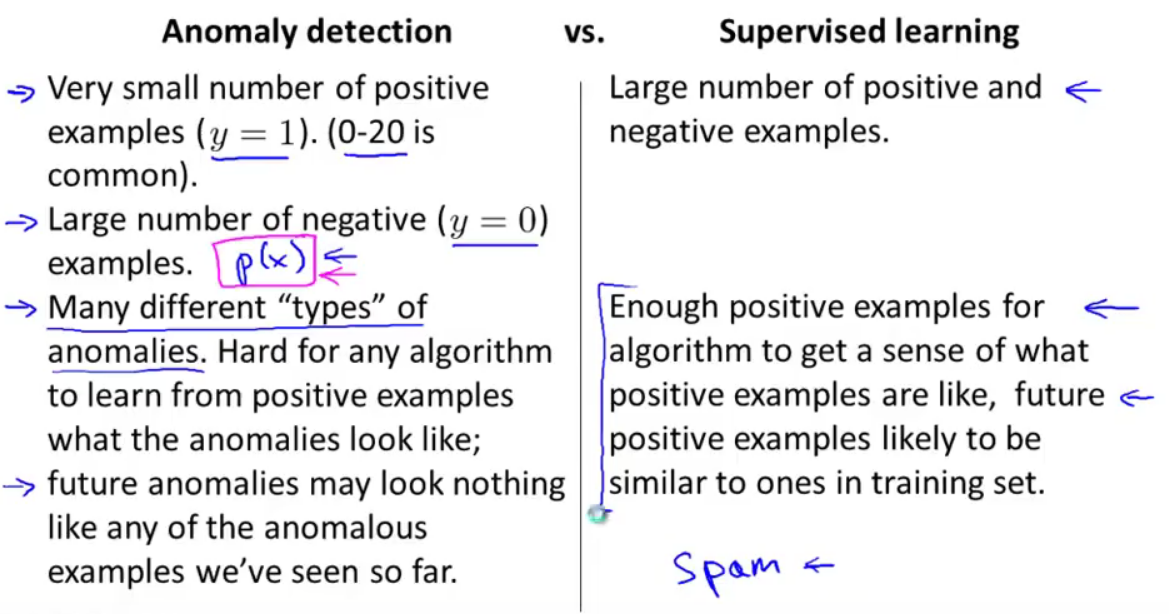 Anomaly detection vs. Supervised learning
→ Very small number of positive
examples (y = 1). (0-20 is
common).
→ Large number of negative (y = 0)
examples. p(x) ←
→ Many different “types” of
anomalies. Hard for any algorithm
to learn from positive examples
what the anomalies look like;
→ future anomalies may look nothing
like any of the anomalous
examples we’ve seen so far.
Large number of positive and ←
negative examples.
Enough positive examples for ←
algorithm to get a sense of what
positive examples are like, future ←
positive examples likely to be
similar to ones in training set.
Spam ←